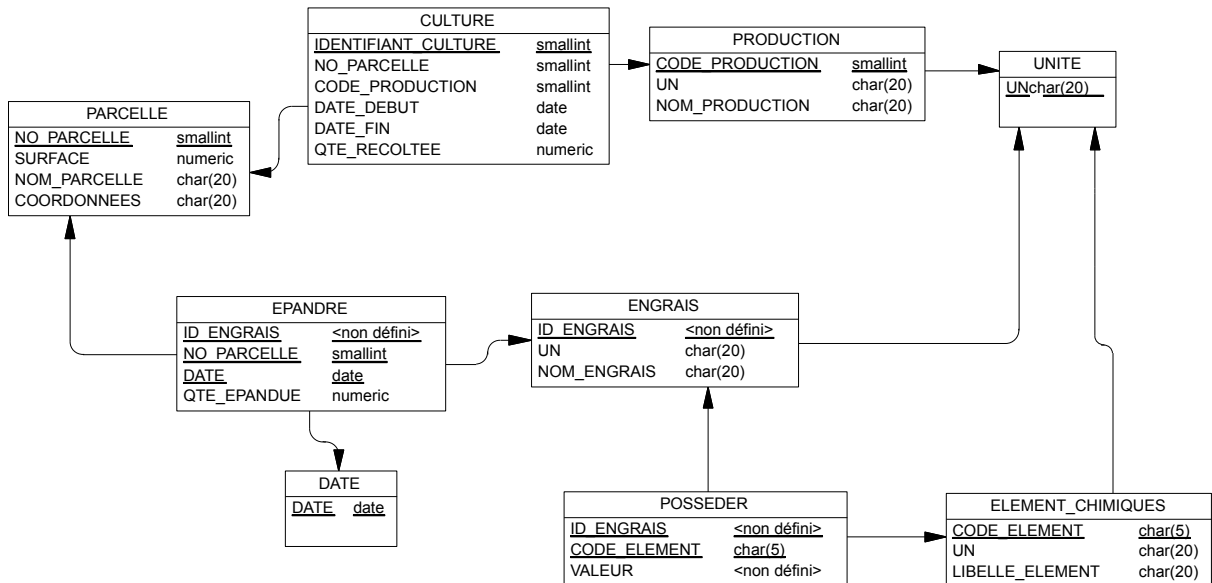 CULTURE
IDENTIFIANT_CULTURE smallint
NO_PARCELLE smallint
CODE_PRODUCTION smallint
DATE_DEBUT date
DATE_FIN date
QTE_RECOLTEE numeric
PRODUCTION
CODE_PRODUCTION smallint
UN char(20)
NOM_PRODUCTION char(20)
UNITE
UNchar(20)
PARCELLE
NO_PARCELLE smallint
SURFACE numeric
NOM_PARCELLE char(20)
COORDONNEES char(20)
EPANDRE
ID_ENGRAIS <non défini>
NO_PARCELLE smallint
DATE date
QTE_EPANDUE numeric
ENGRAIS
ID_ENGRAIS <non défini>
UN char(20)
NOM_ENGRAIS char(20)
DATE
DATE date
POSSEDER
ID_ENGRAIS <non défini>
CODE_ELEMENT char(5)
VALEUR <non défini>
ELEMENT_CHIMIQUES
CODE_ELEMENT char(5)
UN char(20)
LIBELLE_ELEMENT char(20)